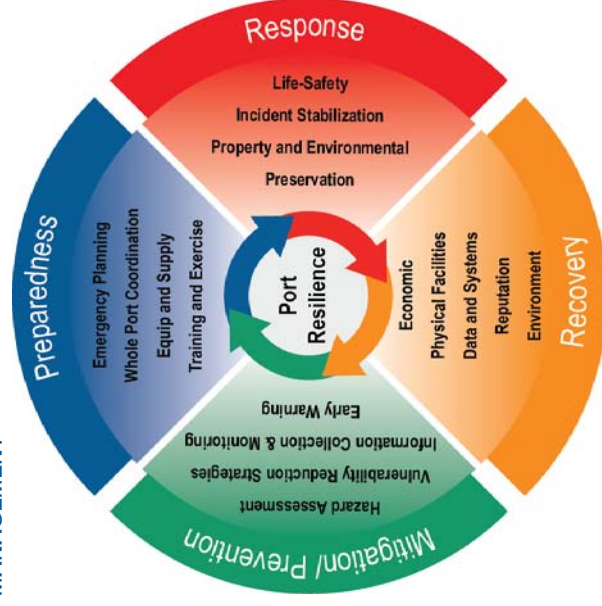 MANAGEMENT
Preparedness
Emergency Planning
Whole Port Coordination
Equip and Supply
Training and Exercise
Response
Life-Safety
Incident Stabilization
Property and Environmental
Preservation
Recovery
Economic
Physical Facilities
Data and Systems
Reputation
Environment
Mitigation/ Prevention
Hazard Assessment
Vulnerability Reduction Strategies
Information Collection & Monitoring
Early Warning
Port
Resilience